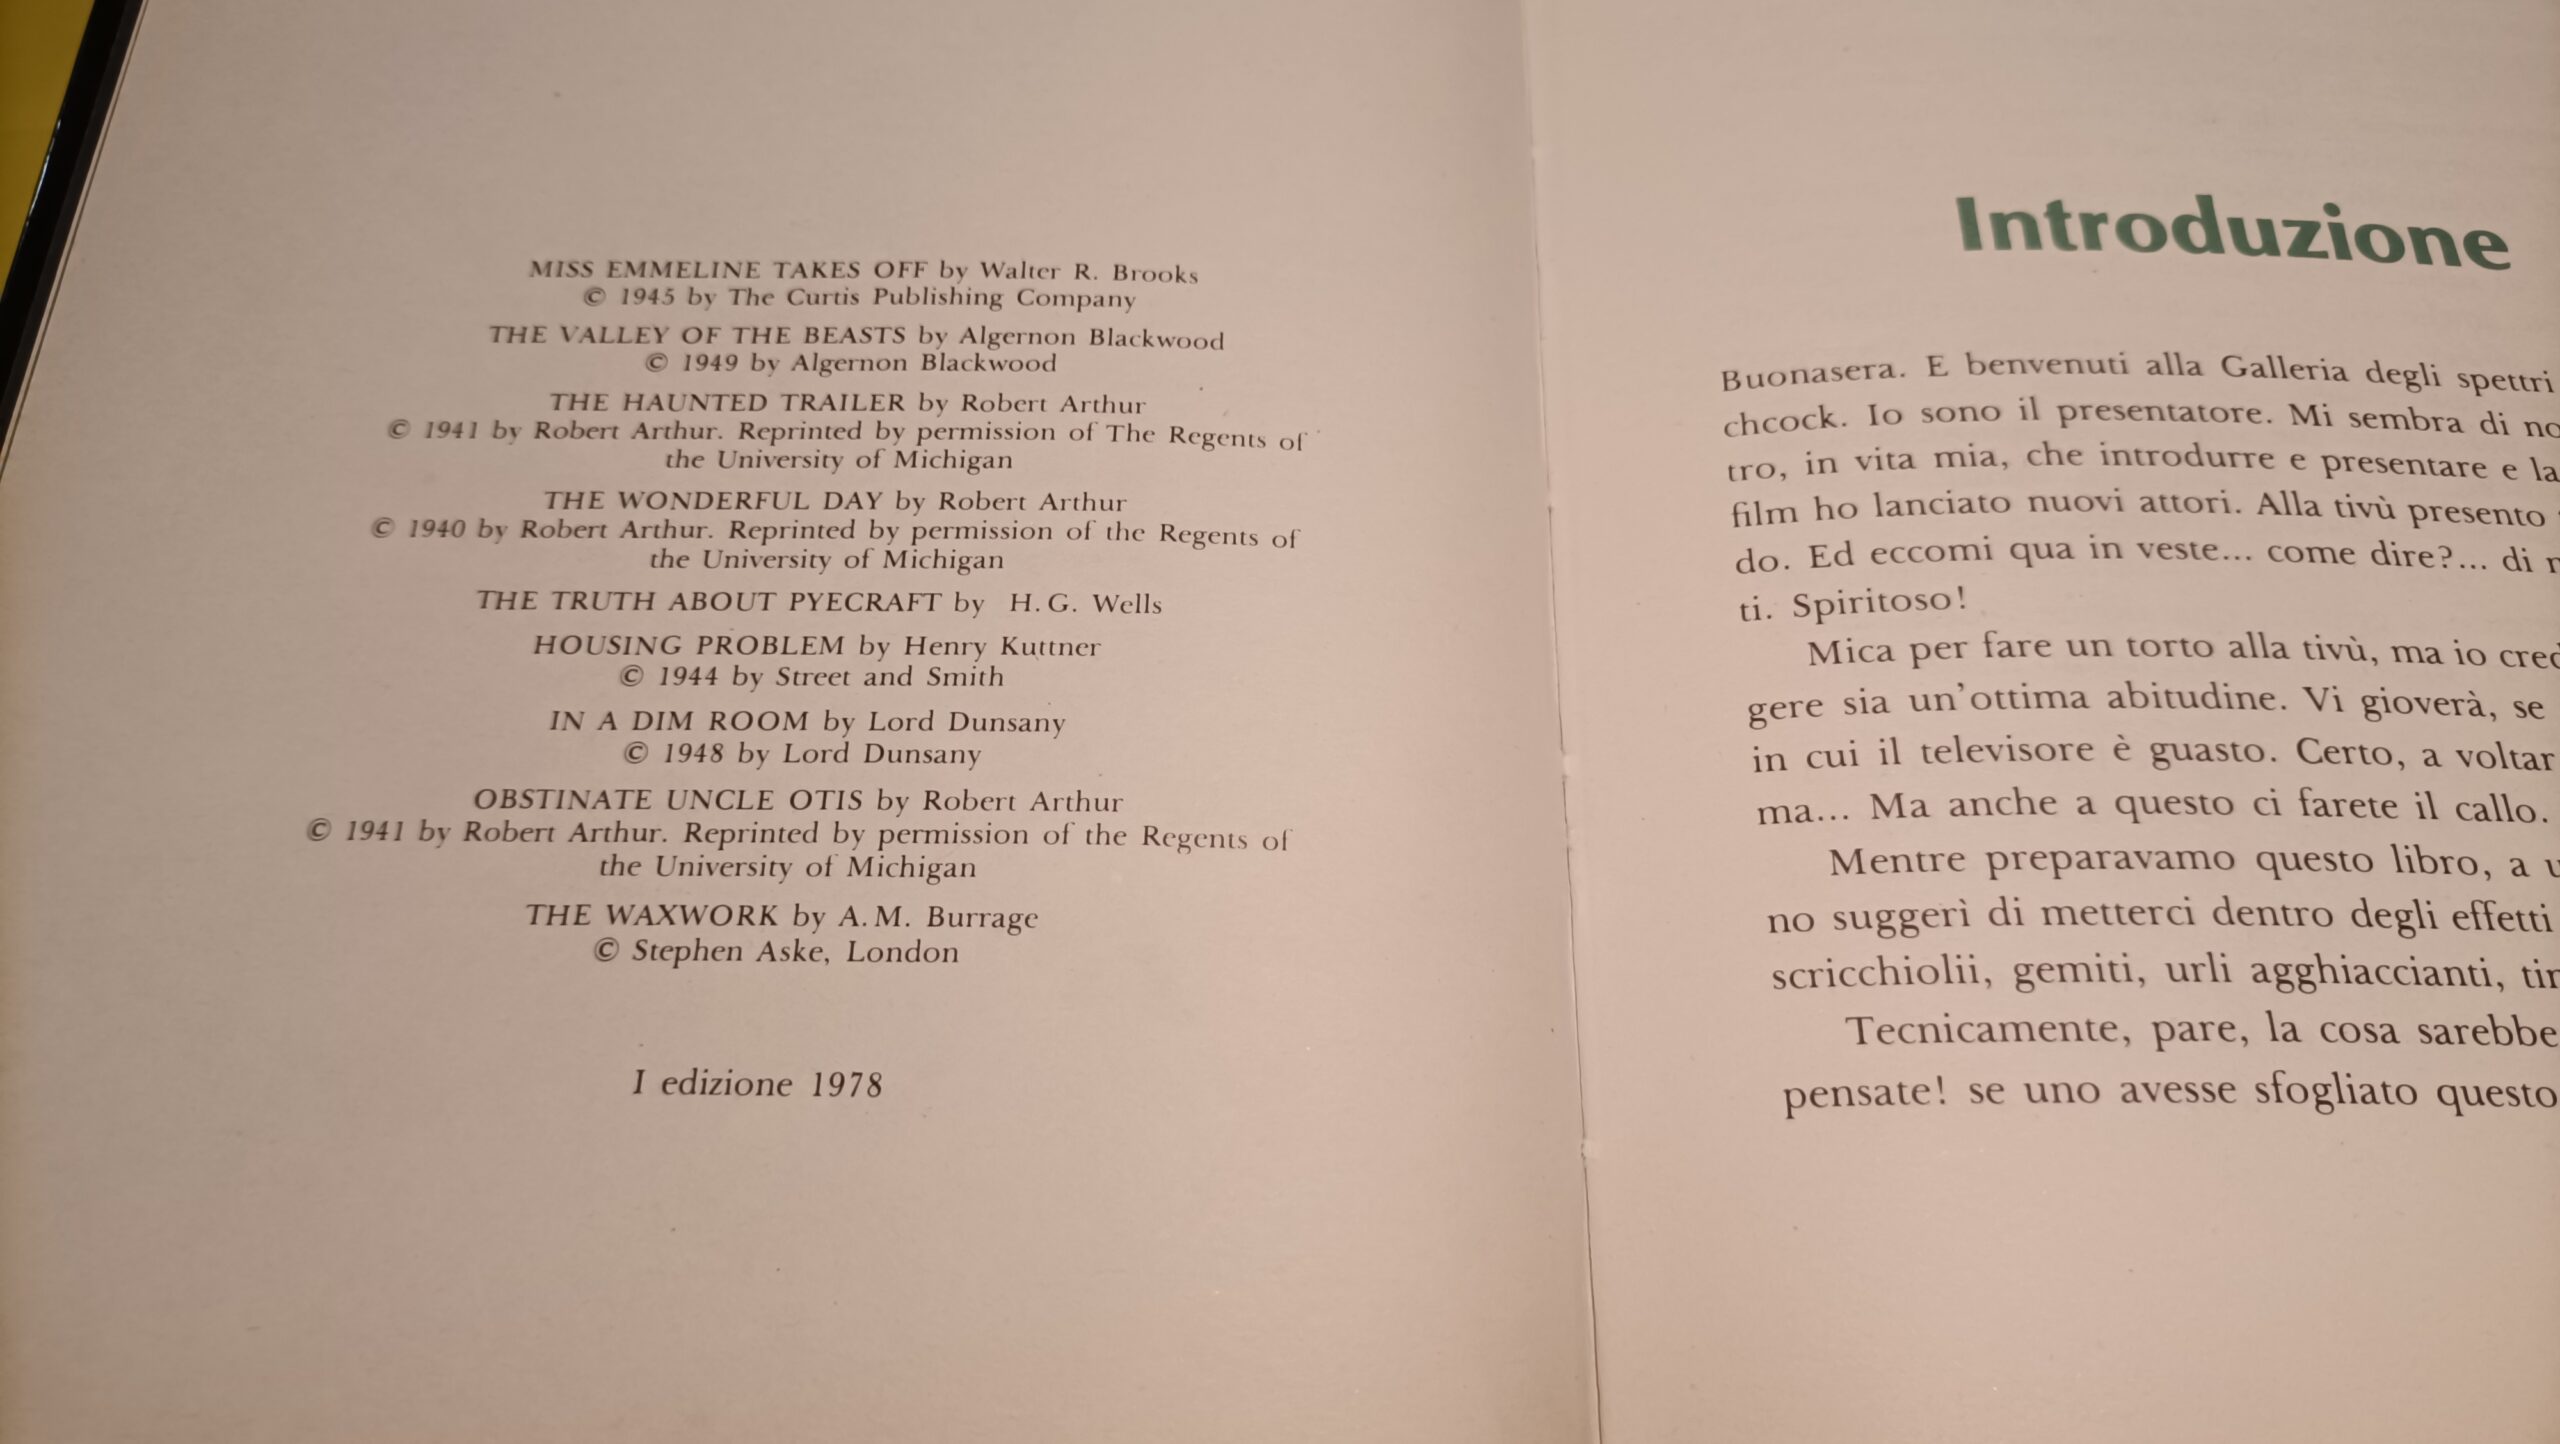 MISS EMMELINE TAKES OFF by Walter R. Brooks
© 1945 by The Curtis Publishing Company
THE VALLEY OF THE BEASTS by Algernon Blackwood
© 1949 by Algernon Blackwood
THE HAUNTED TRAILER by Robert Arthur
© 1941 by Robert Arthur. Reprinted by permission of The Regents of
the University of Michigan
THE WONDERFUL DAY by Robert Arthur
© 1940 by Robert Arthur. Reprinted by permission of the Regents of
the University of Michigan
THE TRUTH ABOUT PYECRAFT by H. G. Wells
HOUSING PROBLEM by Henry Kuttner
© 1944 by Street and Smith
IN A DIM ROOM by Lord Dunsany
© 1948 by Lord Dunsany
OBSTINATE UNCLE OTIS by Robert Arthur
© 1941 by Robert Arthur. Reprinted by permission of the Regents of
the University of Michigan
THE WAXWORK by A. M. Burrage
© Stephen Aske, London
I edizione 1978
Introduzione
Buonasera. E benvenuti alla Galleria degli spettri
chcock. Io sono il presentatore. Mi sembra di
tro, in vita mia, che introdurre e presentare e
film ho lanciato nuovi attori. Alla tivù presento
do. Ed eccomi qua in veste... come dire?... di
ti. Spiritoso!
Mica per fare un torto alla tivù, ma io
gere sia un'ottima abitudine. Vi gioverà, se
in cui il televisore è guasto. Certo, a voltar
ma... Ma anche a questo ci farete il callo.
Mentre preparavamo questo libro, a
no suggerì di metterci dentro degli effetti
scricchiolii, gemiti, urli agghiaccianti,
Tecnicamente, pare, la cosa sarebbe
pensate! se uno avesse sfogliato questo